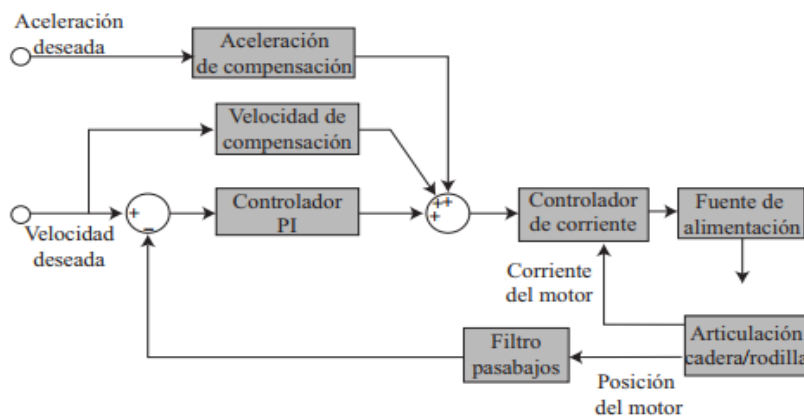 Aceleración
deseada
Aceleración
de compensación
Velocidad de
compensación
+
-
Controlador
PI
++
+
Controlador
de corriente
Fuente de
alimentación
Velocidad
deseada
Corriente
del motor
Filtro
pasabajos
Articulación
cadera/rodilla
Posición
del motor